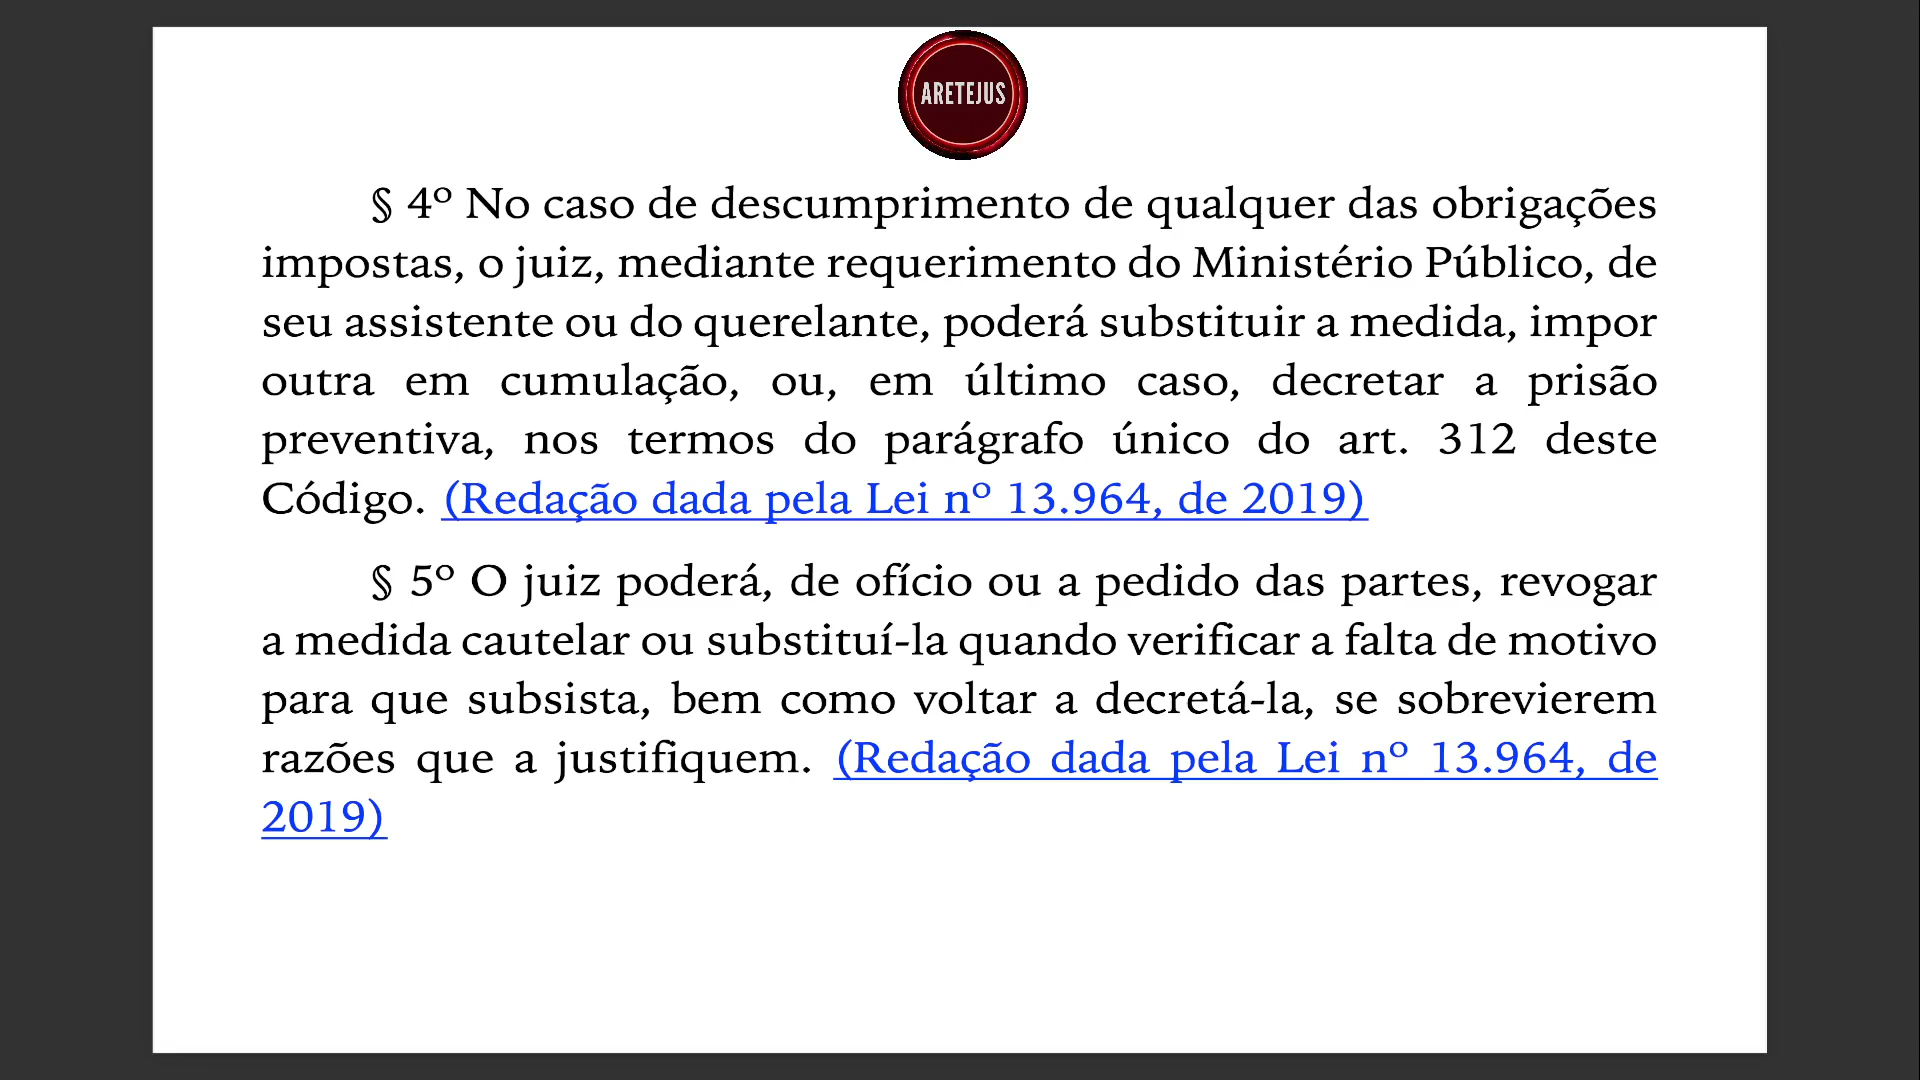 ARETEJUS
§ 4º No caso de descumprimento de qualquer das obrigações
impostas, o juiz, mediante requerimento do Ministério Público, de
seu assistente ou do querelante, poderá substituir a medida, impor
outra em cumulação, ou, em último caso, decretar a prisão
preventiva, nos termos do parágrafo único do art. 312 deste
Código. (Redação dada pela Lei nº 13.964, de 2019)
§ 5º O juiz poderá, de ofício ou a pedido das partes, revogar
a medida cautelar ou substituí-la quando verificar a falta de motivo
para que subsista, bem como voltar a decretá-la, se sobrevierem
razões que a justifiquem. (Redação dada pela Lei nº 13.964, de
2019)